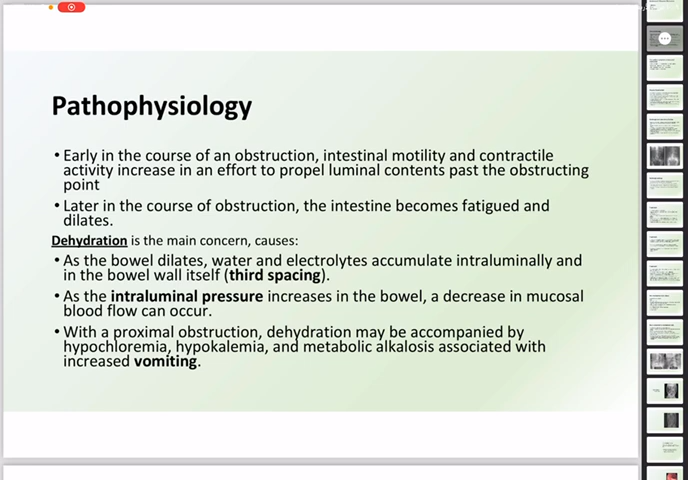 Pathophysiology
• Early in the course of an obstruction, intestinal motility and contractile
activity increase in an effort to propel luminal contents past the obstructing
point
• Later in the course of obstruction, the intestine becomes fatigued and
dilates.
Dehydration is the main concern, causes:
• As the bowel dilates, water and electrolytes accumulate intraluminally and
in the bowel wall itself (third spacing).
• As the intraluminal pressure increases in the bowel, a decrease in mucosal
blood flow can occur.
• With a proximal obstruction, dehydration may be accompanied by
hypochloremia, hypokalemia, and metabolic alkalosis associated with
increased vomiting.